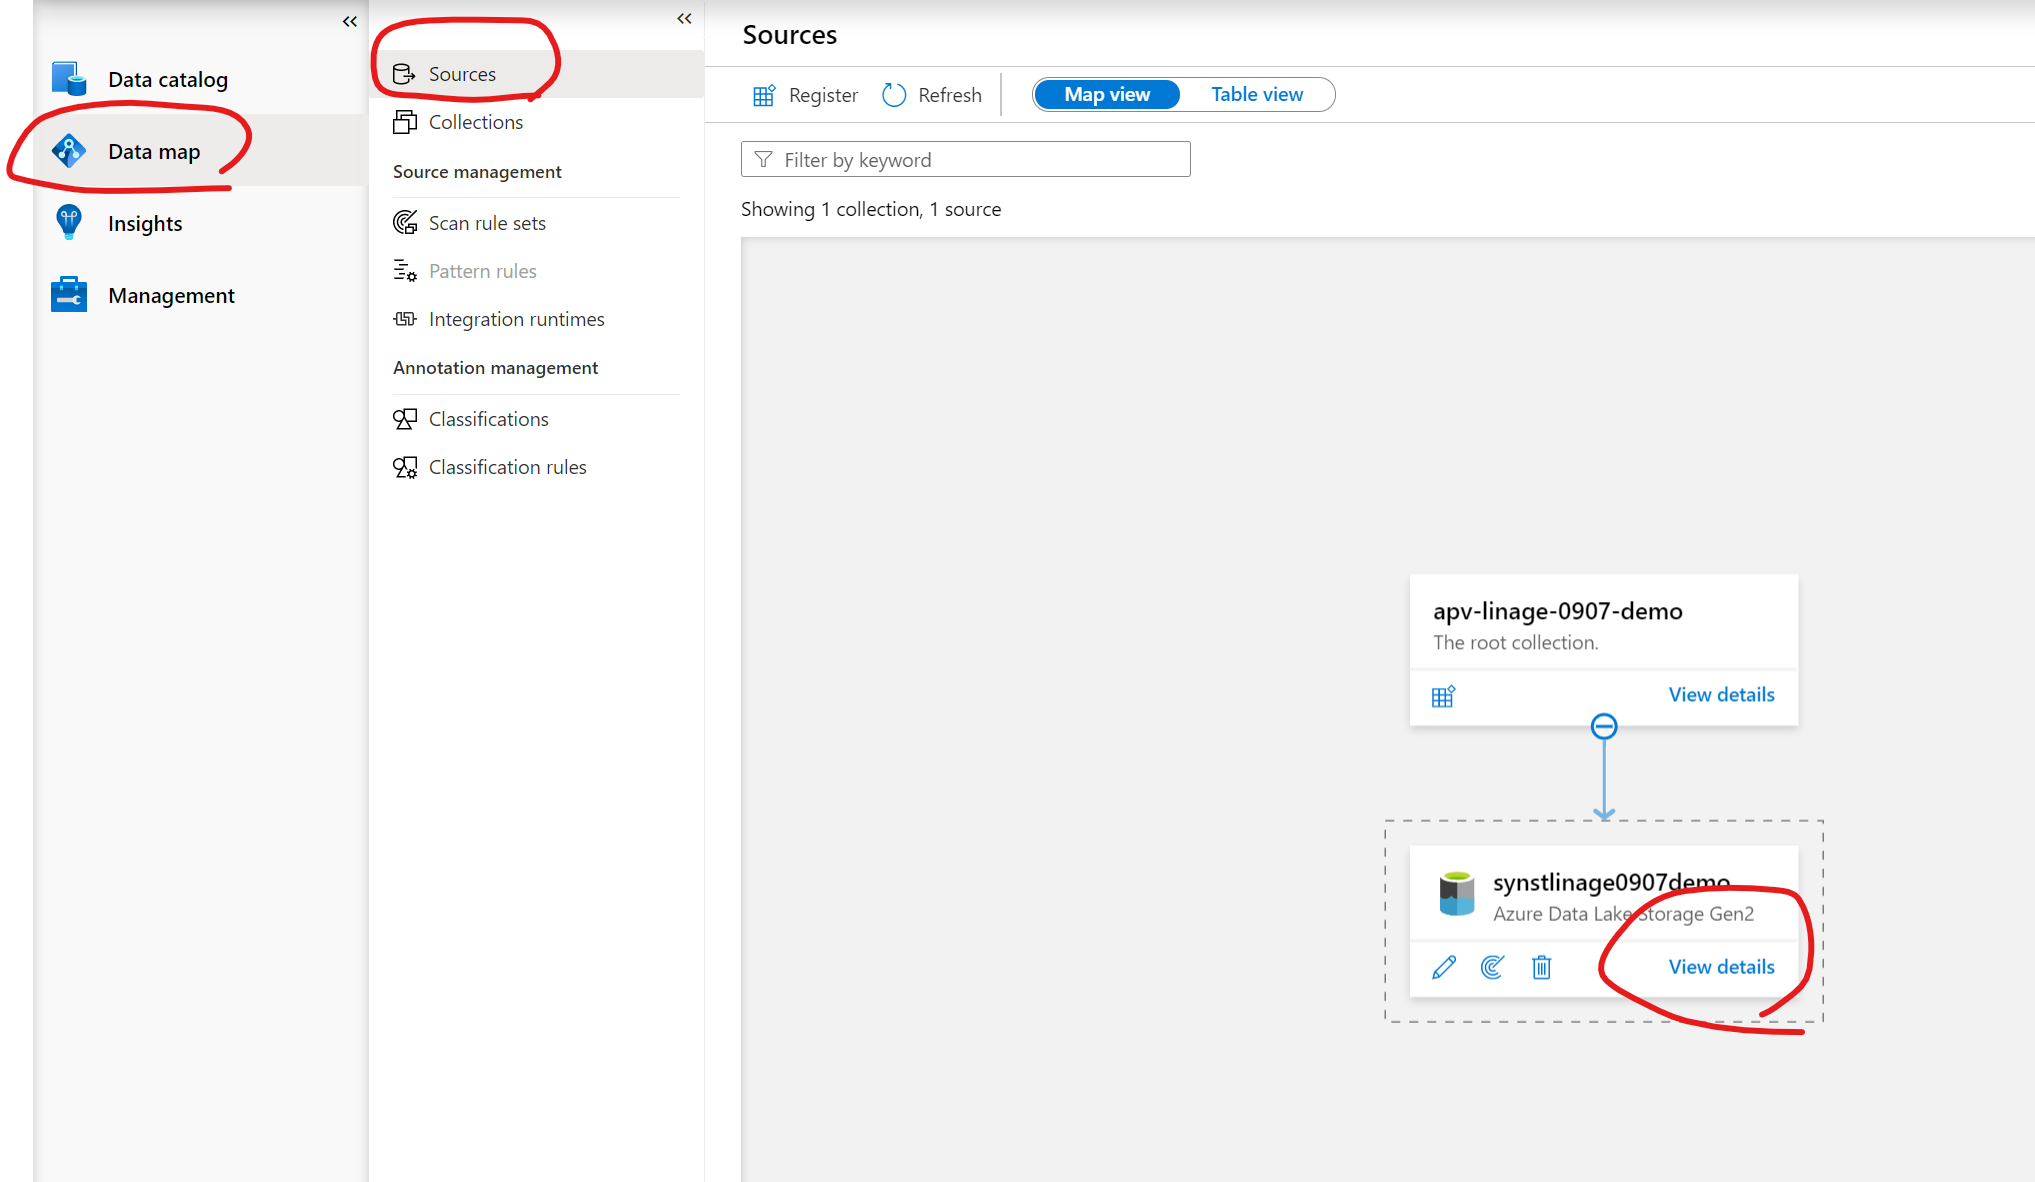 Data catalog
Data map
Insights
Management
Sources
Collections
Source management
Scan rule sets
Pattern rules
Integration runtimes
Annotation management
Classifications
Classification rules
Sources
Register
Refresh
Map view
Table view
Filter by keyword
Showing 1 collection, 1 source
apv-linage-0907-demo
The root collection.
View details
synstlinage0907demo
Azure Data Lake Storage Gen2
View details